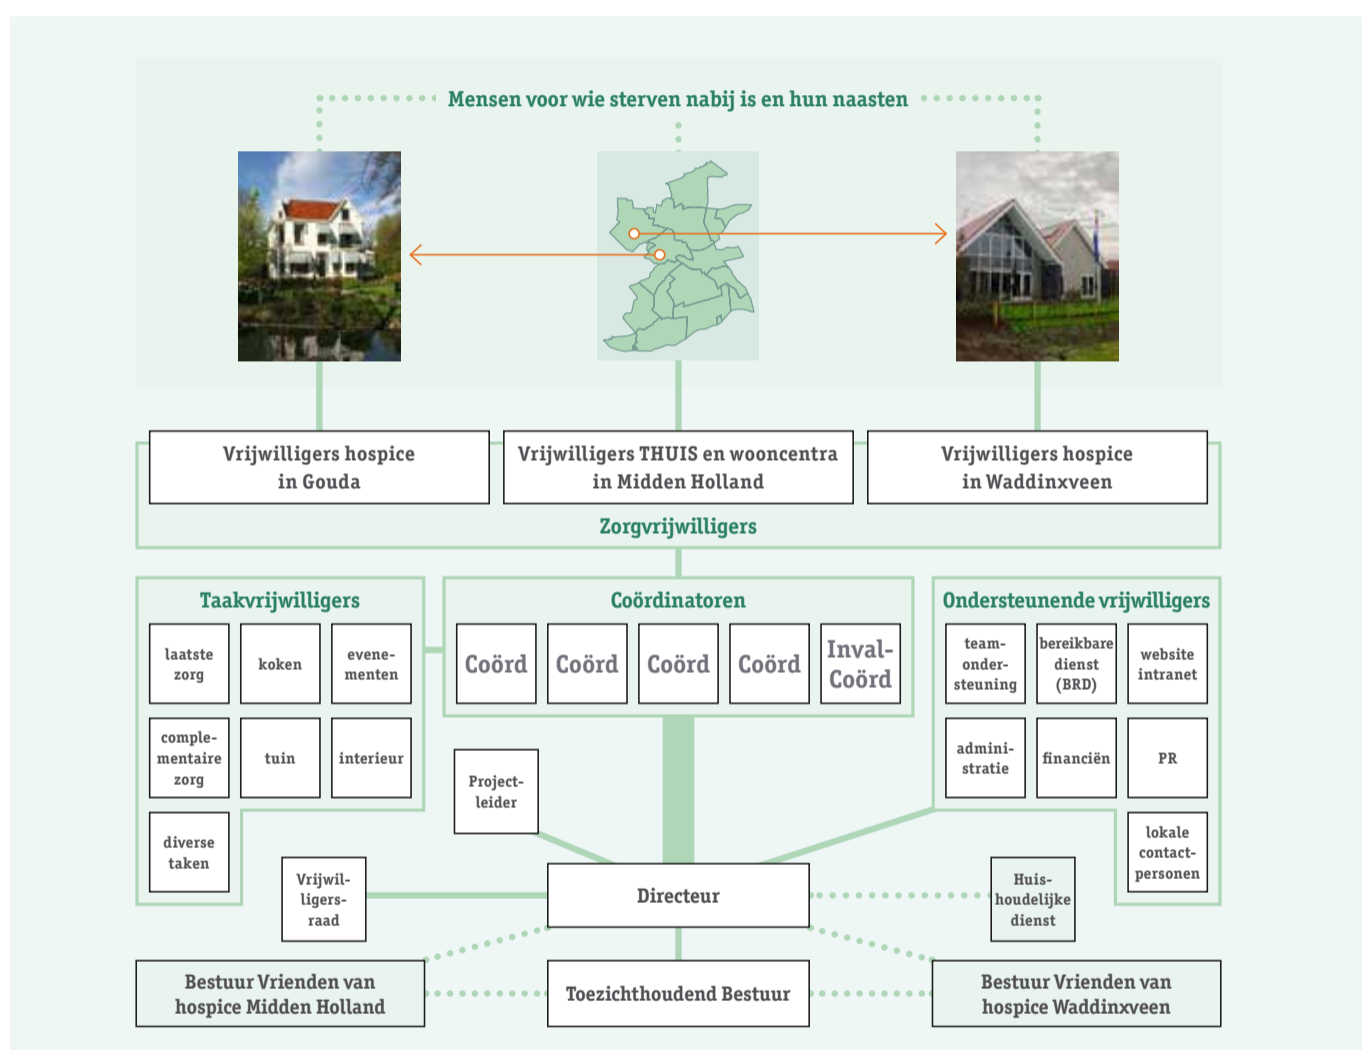 Mensen voor wie sterven nabij is en hun naasten
Vrijwilligers hospice
in Gouda
Vrijwilligers THUIS en wooncentra
in Midden Holland
Vrijwilligers hospice
in Waddinxveen
Zorgvrijwilligers
Taakvrijwilligers
laatste
zorg
koken
evene-
menten
comple-
mentaire
zorg
tuin
interieur
diverse
taken
Coördinatoren
Coörd
Coörd
Coörd
Coörd
Inval-
Coörd
Ondersteunende vrijwilligers
team-
onder-
steuning
bereikbare
dienst
(BRD)
website
intranet
admini-
stratie
financiën
PR
lokale
contact-
personen
Project-
leider
Vrijwil-
ligers-
raad
Directeur
Huis-
houdelijke
dienst
Bestuur Vrienden van
hospice Midden Holland
Toezichthoudend Bestuur
Bestuur Vrienden van
hospice Waddinxveen